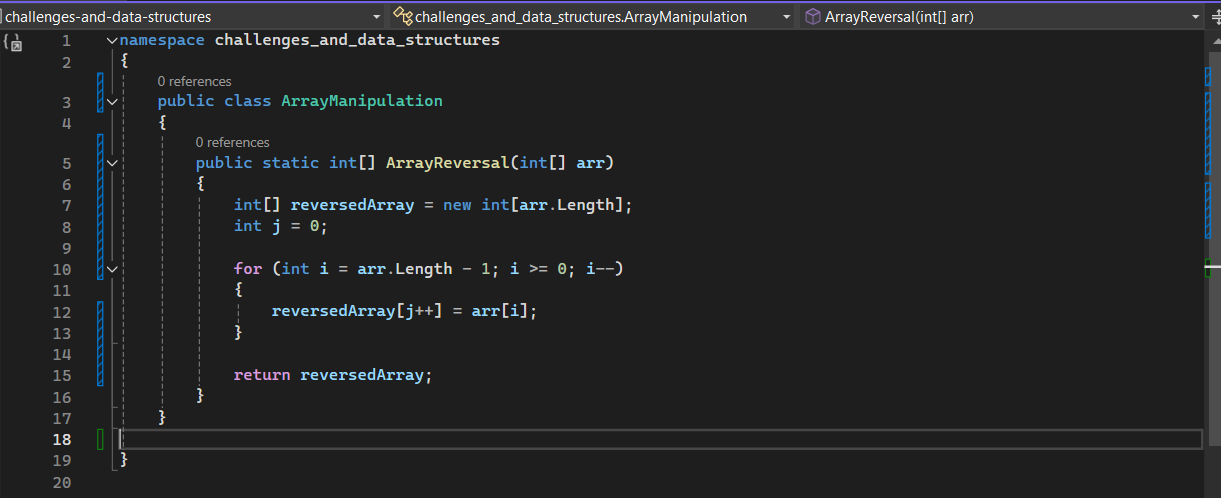 challenges-and-data-structures challenges_and_data_structures.ArrayManipulation ArrayReversal(int[] arr)
1 namespace challenges_and_data_structures
2 {
0 references
3 public class ArrayManipulation
4 {
0 references
5 public static int[] ArrayReversal(int[] arr)
6 {
7 int[] reversedArray = new int[arr.Length];
8 int j = 0;
9
10 for (int i = arr.Length - 1; i >= 0; i--)
11 {
12 reversedArray[j++] = arr[i];
13 }
14
15 return reversedArray;
16 }
17 }
18
19 }
20